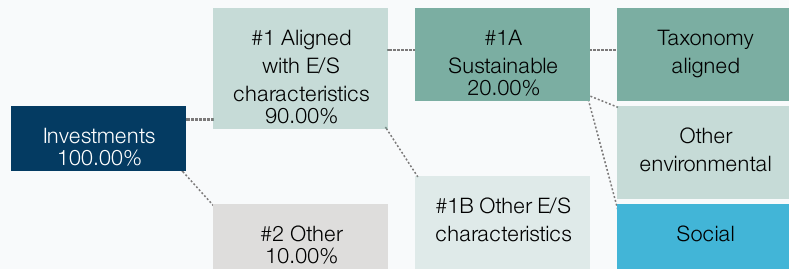 Investments
100.00%
#1 Aligned
with E/S
characteristics
90.00%
#2 Other
10.00%
#1A
Sustainable
20.00%
#1B Other E/S
characteristics
Taxonomy
aligned
Other
environmental
Social